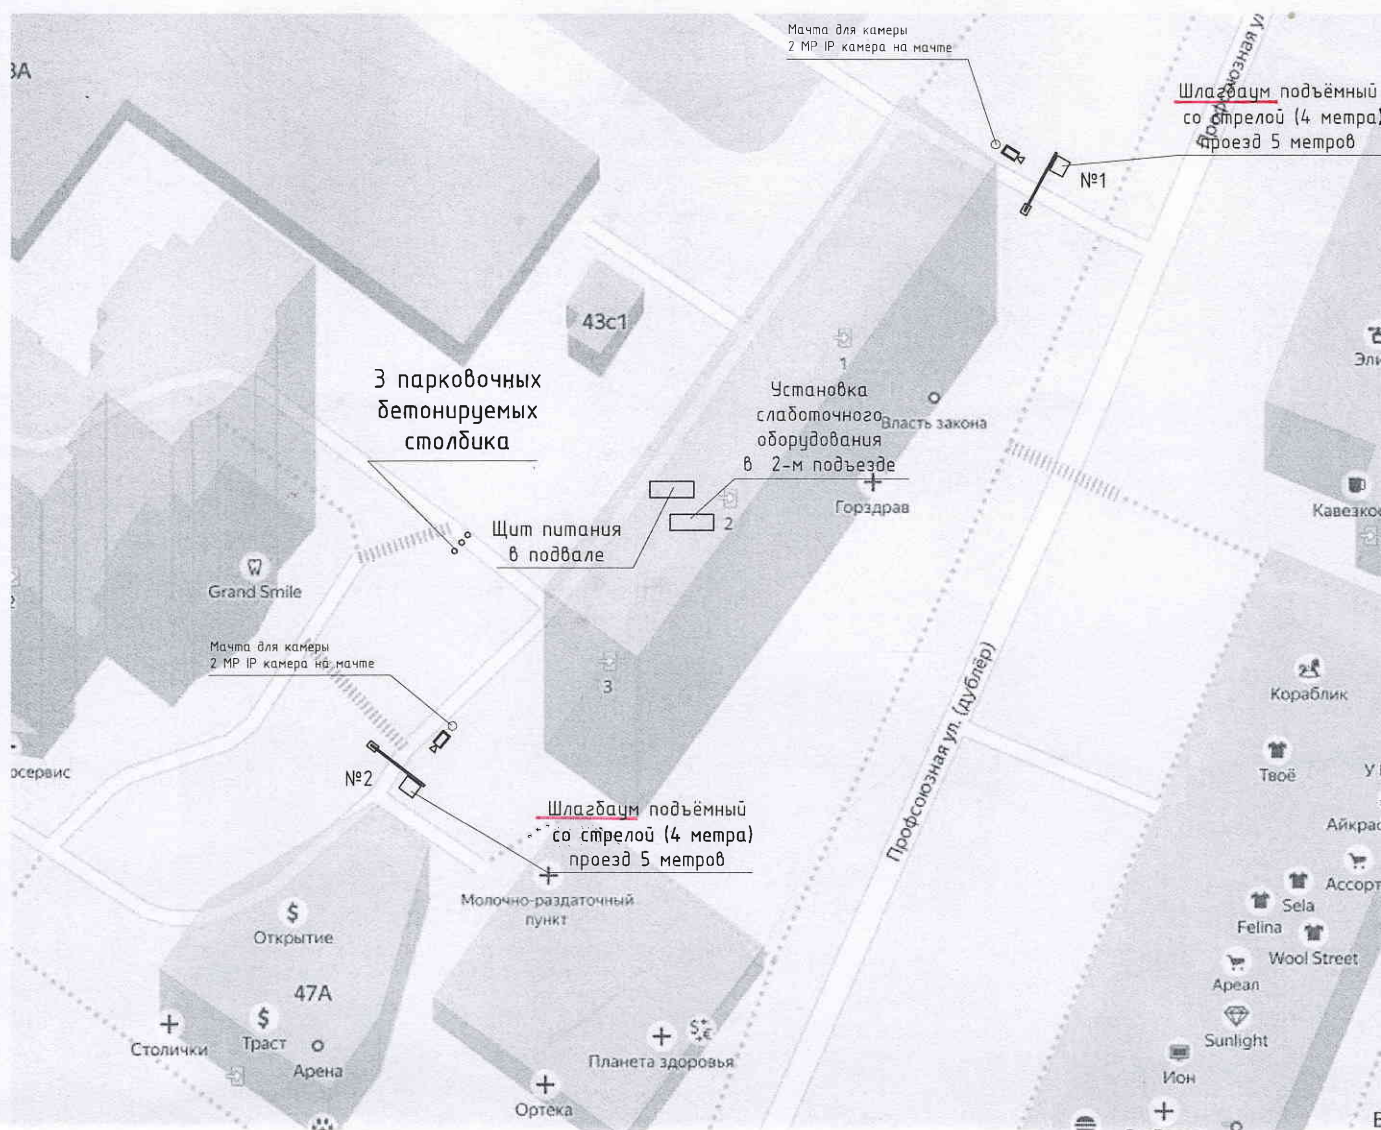 Мачта для камеры
2 MP IP камера на мачте
3А
Профсоюзная ул
Шлагбаум подъёмный
со стрелой (4 метра)
проезд 5 метров
№1
43с1
3 парковочных
бетонируемых
столбика
1
Установка
слаботочного
оборудования
в 2-м подъезде
Власть закона
Горздрав
2
Щит питания
в подвале
Grand Smile
Мачта для камеры
2 MP IP камера на мачте
3
№2
Шлагбаум подъёмный
со стрелой (4 метра)
проезд 5 метров
Профсоюзная ул. (дублёр)
Кораблик
Твоё
Sela
Felina
Wool Street
Ареал
Sunlight
Ион
Молочно-раздаточный
пункт
Открытие
47А
Столички
Траст
Арена
Планета здоровья
Ортека